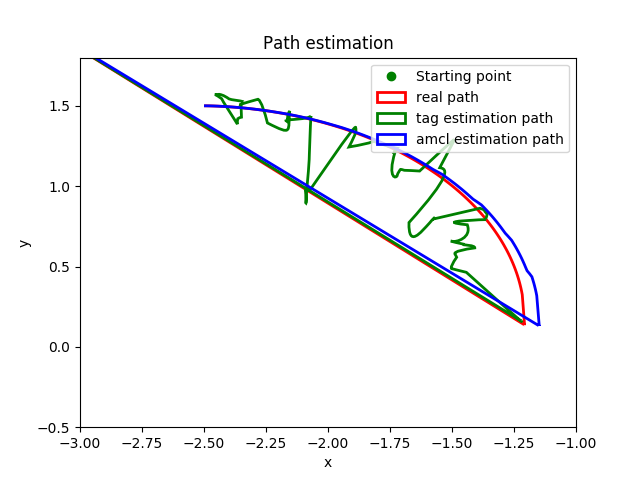 Path estimation
Starting point
real path
tag estimation path
amcl estimation path
1.5
1.0
0.5
0.0
−0.5
y
−3.00 −2.75 −2.50 −2.25 −2.00 −1.75 −1.50 −1.25 −1.00
x